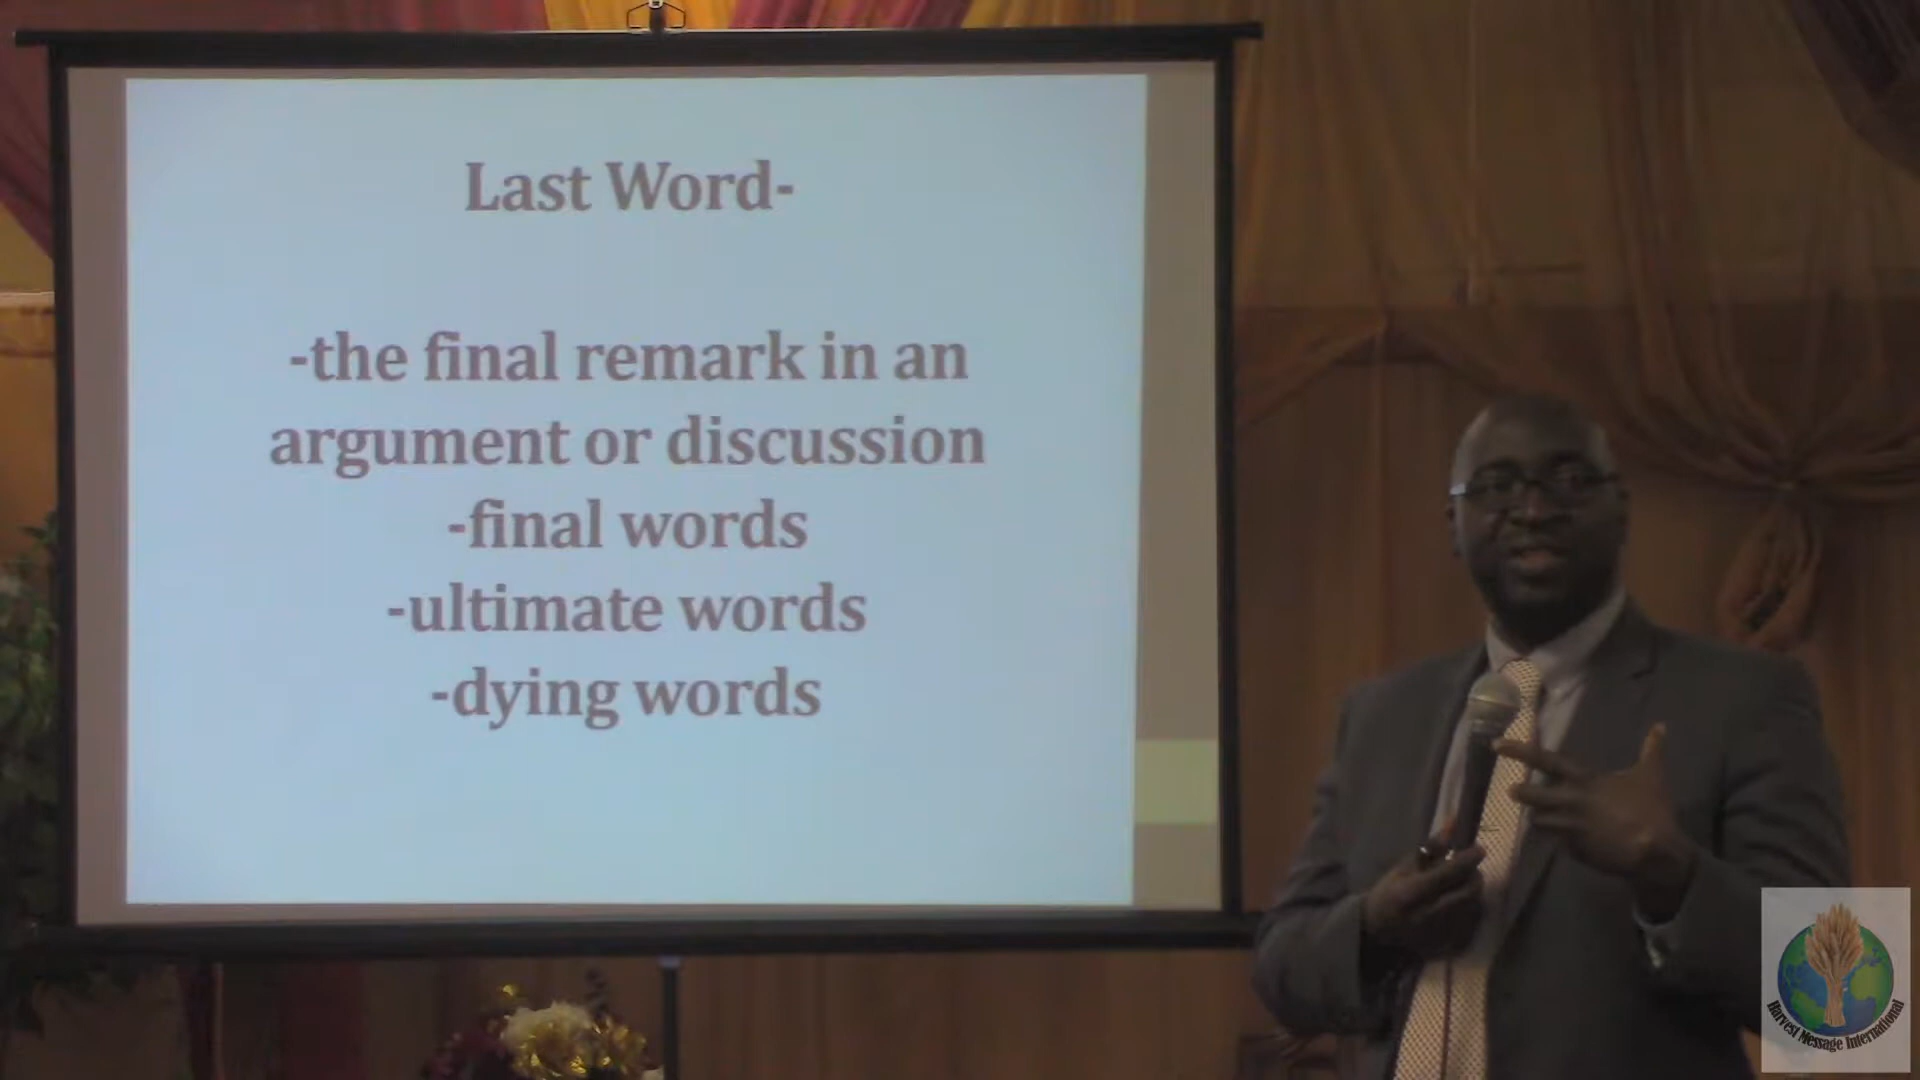 Last Word-
-the final remark in an
argument or discussion
-final words
-ultimate words
-dying words
Harvest Message International